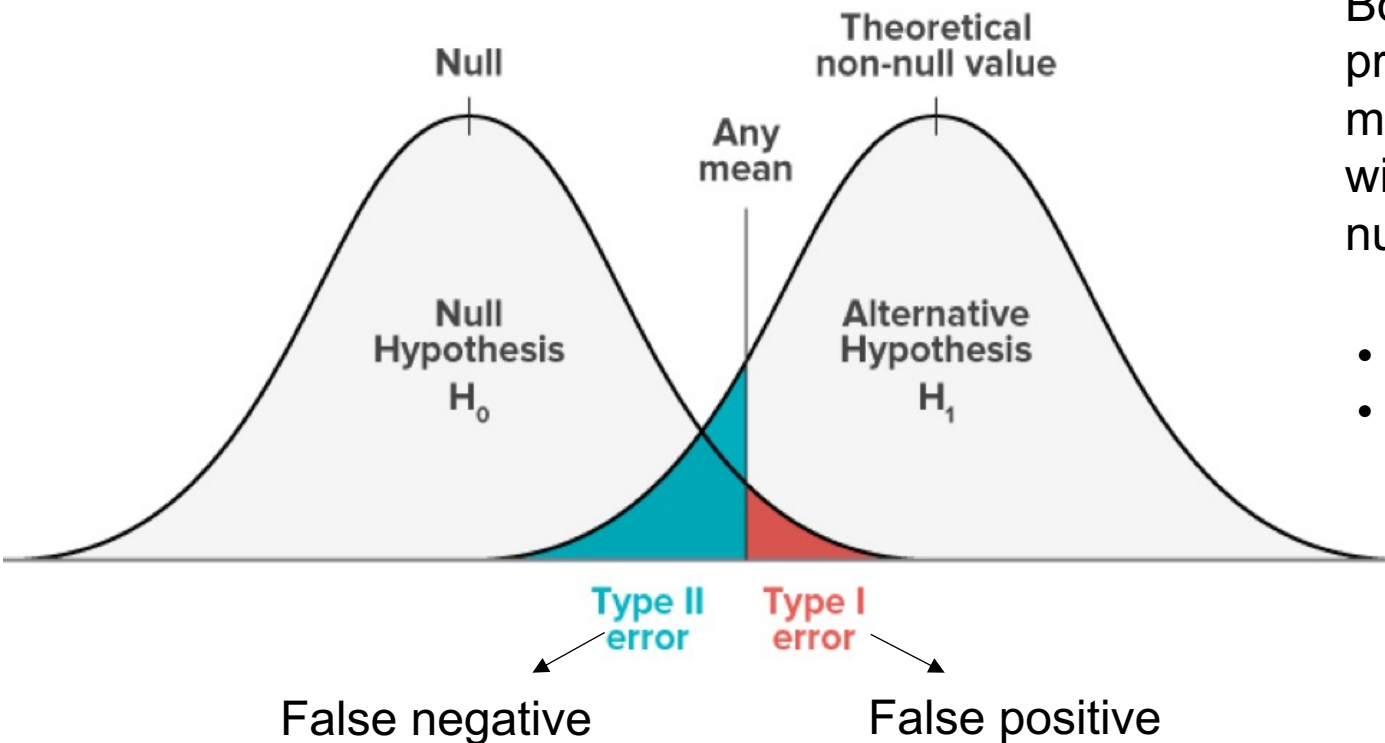 Null
Theoretical
non-null value
Any
mean
Null
Hypothesis
H₀
Alternative
Hypothesis
H₁
•
•
Type II
error
Type I
error
False negative
False positive